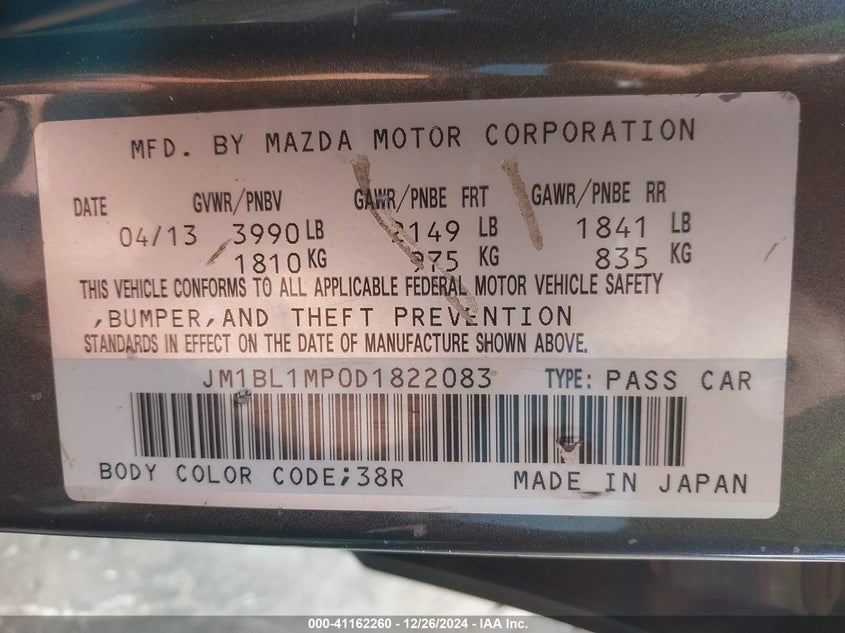 MFD. BY MAZDA MOTOR CORPORATION
DATE GVWR/PNBV GAWR/PNBE FRT GAWR/PNBE RR
04/13 3990 LB 2149 LB 1841 LB
1810 KG 975 KG 835 KG
THIS VEHICLE CONFORMS TO ALL APPLICABLE FEDERAL MOTOR VEHICLE SAFETY
,BUMPER,AND THEFT PREVENTION
STANDARDS IN EFFECT ON THE DATE OF MANUFACTURE SHOWN ABOVE.
JM1BL1MP0D1822083 TYPE: PASS CAR
BODY COLOR CODE;38R MADE IN JAPAN
000-41162260 - 12/26/2024 - IAA Inc.